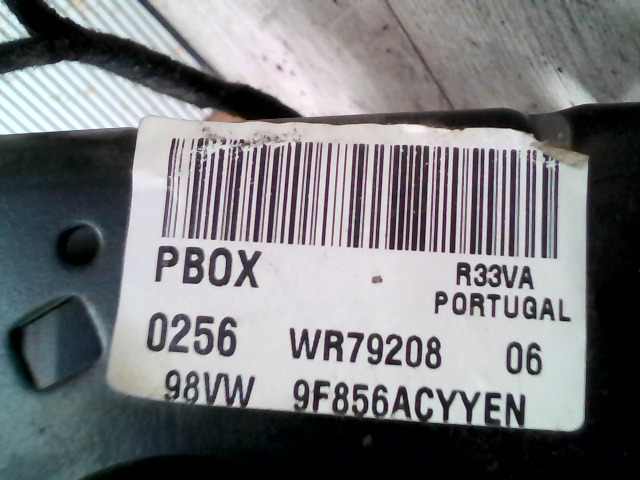 PBOX R33VA
PORTUGAL
0256 WR79208 06
98VW 9F856ACYYEN